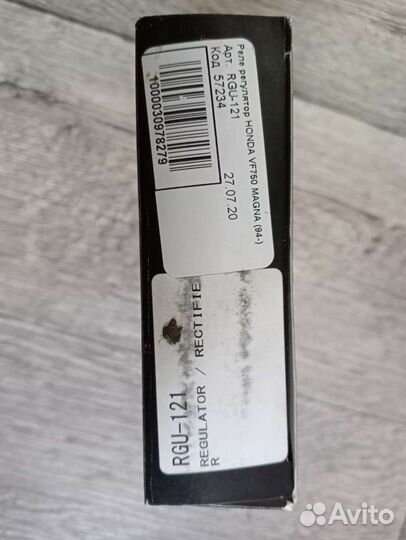 Реле регулятор HONDA VF750 MAGNA (94-)
Арт. RGU-121
Код 57234
27.07.20
1000030978279
RGU-121
REGULATOR / RECTIFIE
R
Avito